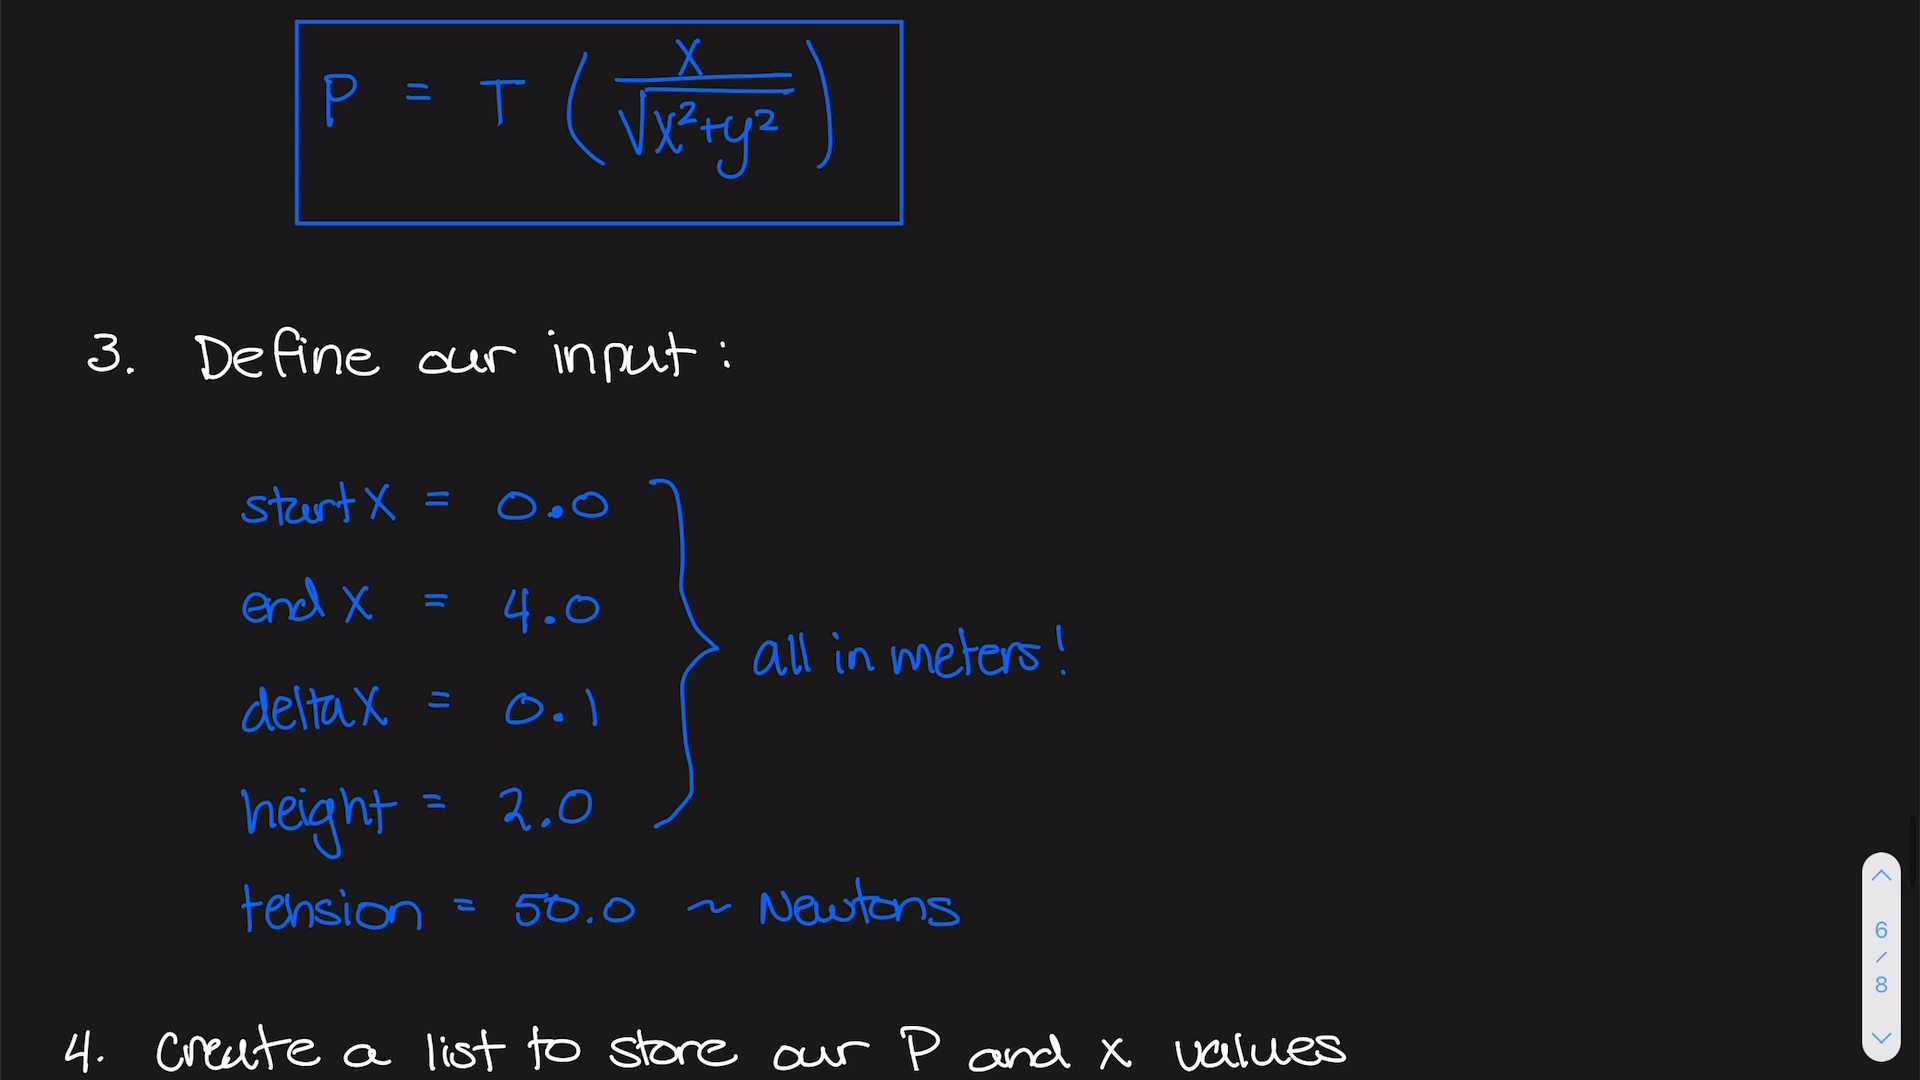 P = T ( x / √x²+y² )
3. Define our input :
startX = 0.0
endX = 4.0
deltaX = 0.1
height = 2.0
all in meters!
tension = 50.0 ~ Newtons
4. Create a list to store our P and x values
6
/
8